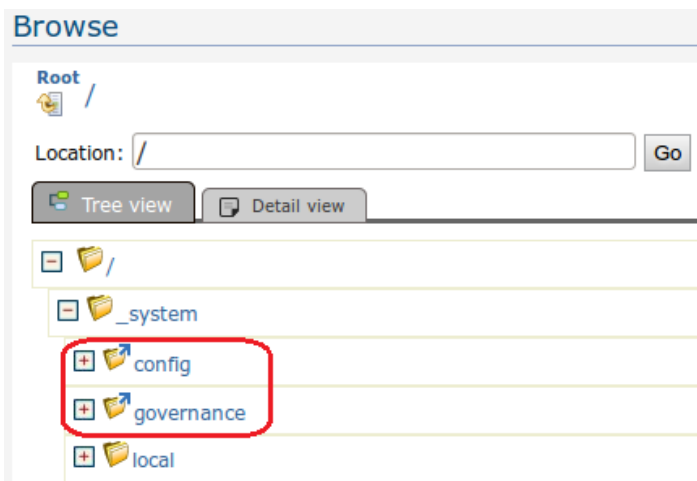 Browse
Root
/
Location: /
Go
Tree view
Detail view
/
_system
config
governance
local